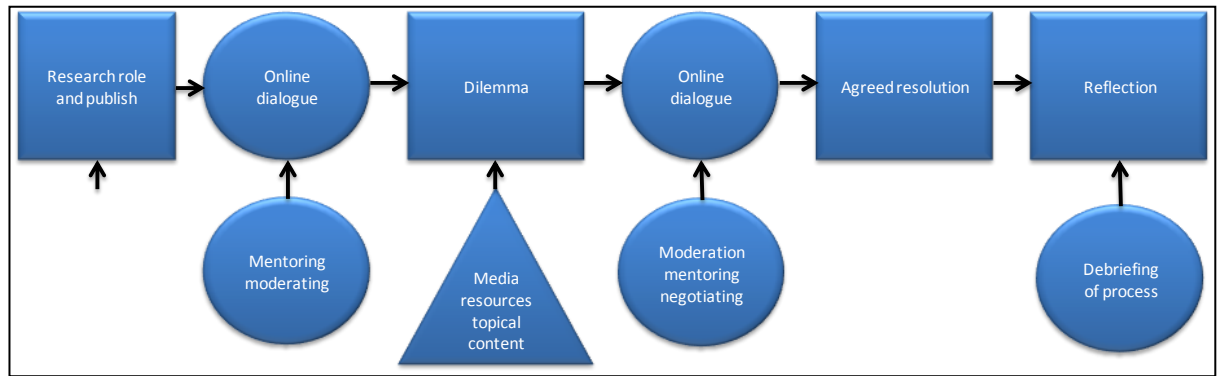 Research role
and publish
Online
dialogue
Dilemma
Online
dialogue
Agreed resolution
Reflection
Mentoring
moderating
Media
resources
topical
content
Moderation
mentoring
negotiating
Debriefing
of process